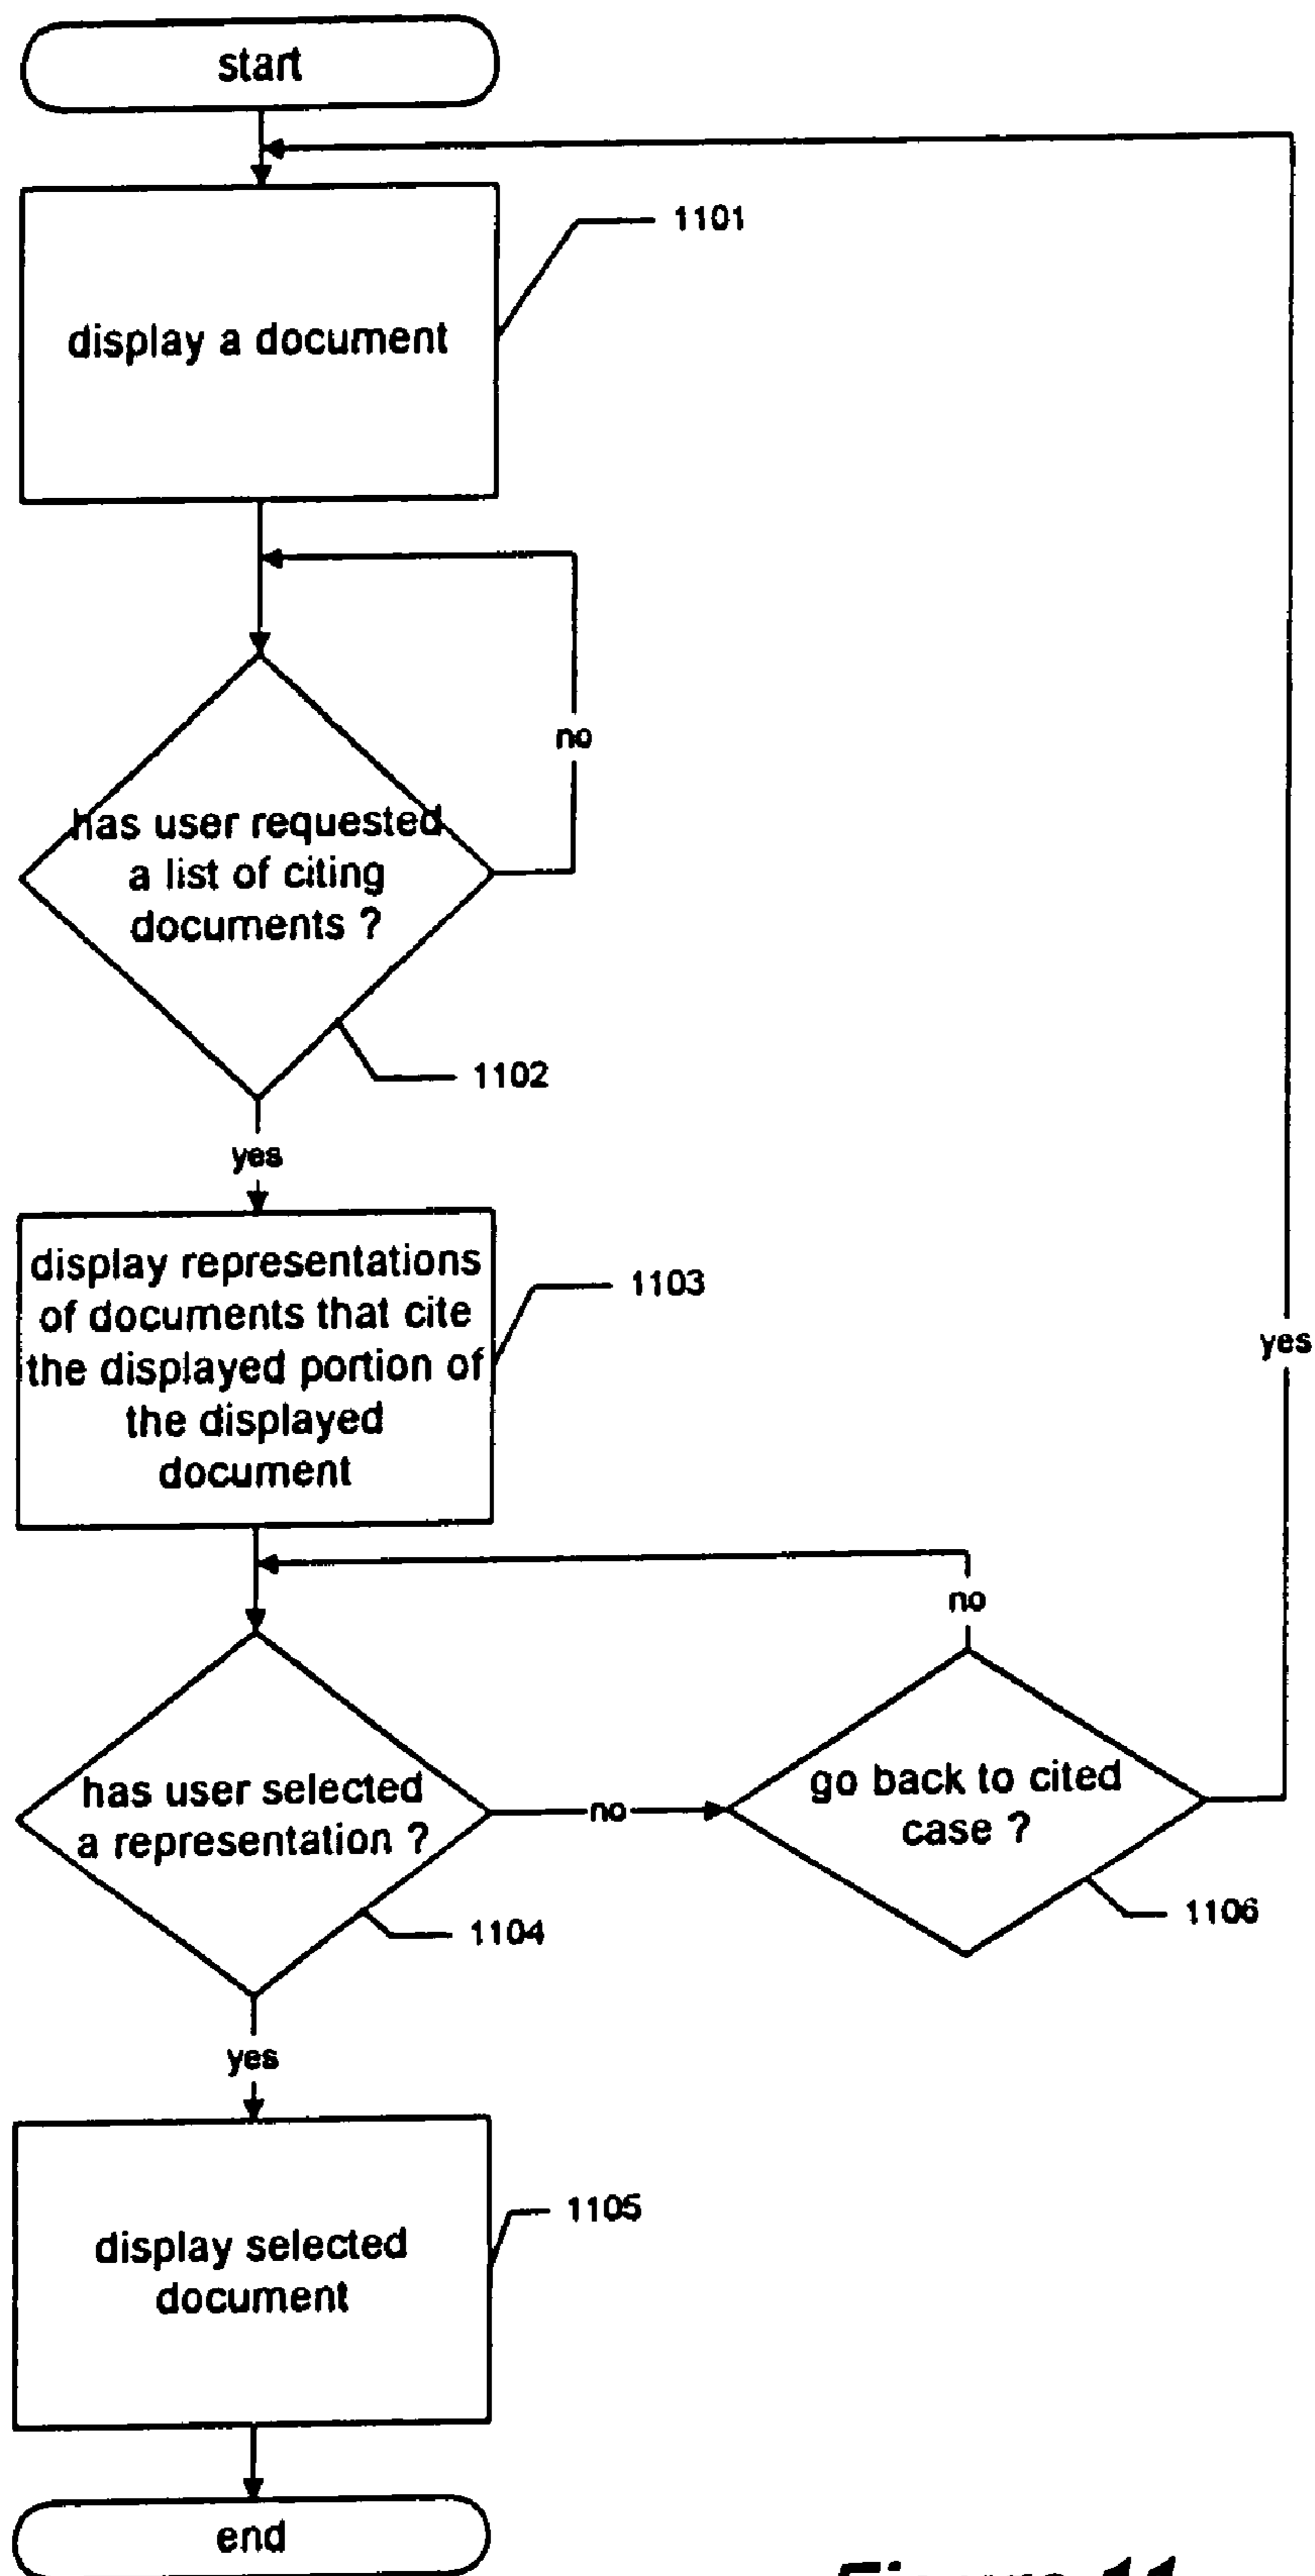 start
1101
display a document
no
has user requested
a list of citing
documents ?
1102
yes
display representations
of documents that cite
the displayed portion of
the displayed
document
1103
yes
no
has user selected
a representation ?
no
go back to cited
case ?
1104
1106
yes
display selected
document
1105
end
Figure 11